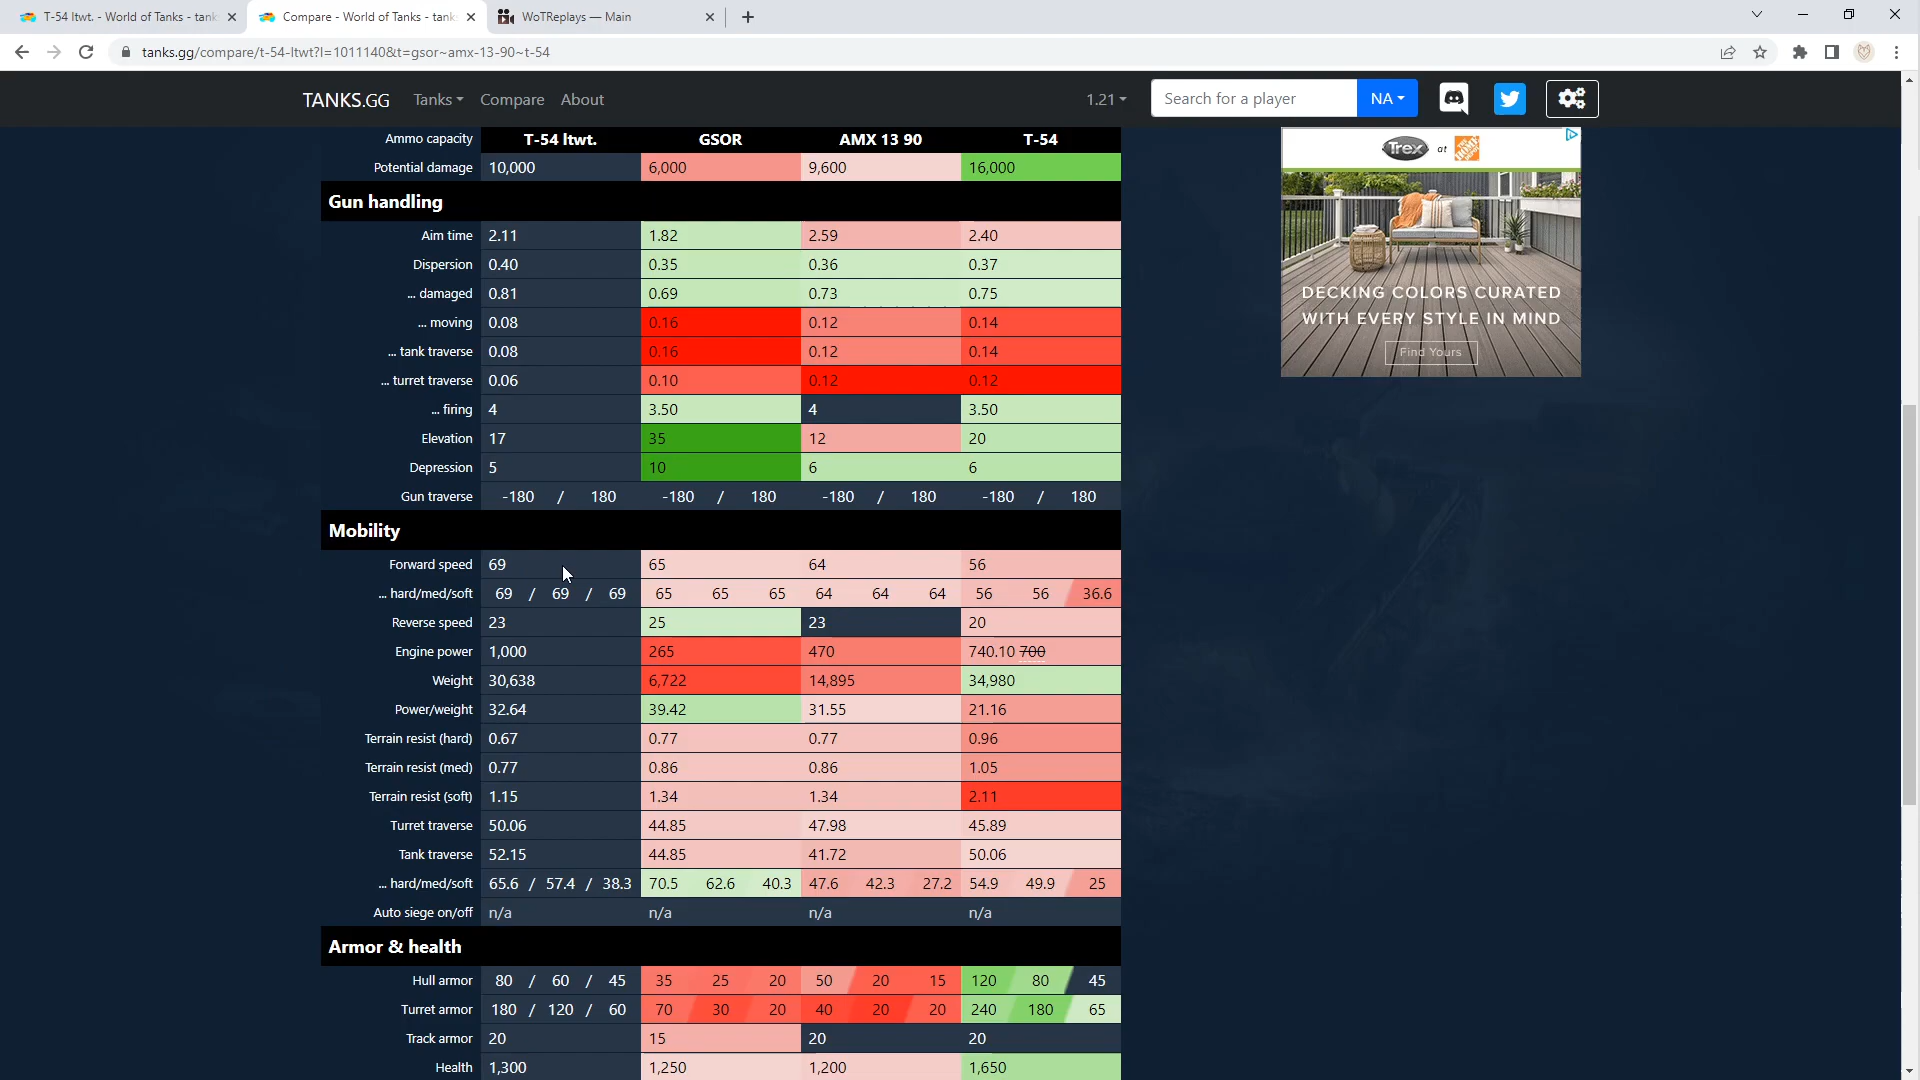 T-54 ltwt. - World of Tanks - tank
Compare - World of Tanks - tank
WoTReplays — Main
tanks.gg/compare/t-54-ltwt?l=1011140&t=gsor~amx-13-90~t-54
TANKS.GG Tanks Compare About 1.21 Search for a player NA
Ammo capacity T-54 ltwt. GSOR AMX 13 90 T-54
Potential damage 10,000 6,000 9,600 16,000
Gun handling
Aim time 2.11 1.82 2.59 2.40
Dispersion 0.40 0.35 0.36 0.37
... damaged 0.81 0.69 0.73 0.75
... moving 0.08 0.16 0.12 0.14
... tank traverse 0.08 0.16 0.12 0.14
... turret traverse 0.06 0.10 0.12 0.12
... firing 4 3.50 4 3.50
Elevation 17 35 12 20
Depression 5 10 6 6
Gun traverse -180 / 180 -180 / 180 -180 / 180 -180 / 180
Mobility
Forward speed 69 65 64 56
... hard/med/soft 69 / 69 / 69 65 65 65 64 64 64 56 56 36.6
Reverse speed 23 25 23 20
Engine power 1,000 265 470 740.10 700
Weight 30,638 6,722 14,895 34,980
Power/weight 32.64 39.42 31.55 21.16
Terrain resist (hard) 0.67 0.77 0.77 0.96
Terrain resist (med) 0.77 0.86 0.86 1.05
Terrain resist (soft) 1.15 1.34 1.34 2.11
Turret traverse 50.06 44.85 47.98 45.89
Tank traverse 52.15 44.85 41.72 50.06
... hard/med/soft 65.6 / 57.4 / 38.3 70.5 62.6 40.3 47.6 42.3 27.2 54.9 49.9 25
Auto siege on/off n/a n/a n/a n/a
Armor & health
Hull armor 80 / 60 / 45 35 25 20 50 20 15 120 80 45
Turret armor 180 / 120 / 60 70 30 20 40 20 20 240 180 65
Track armor 20 15 20 20
Health 1,300 1,250 1,200 1,650
Trex at
DECKING COLORS CURATED
WITH EVERY STYLE IN MIND
Find Yours